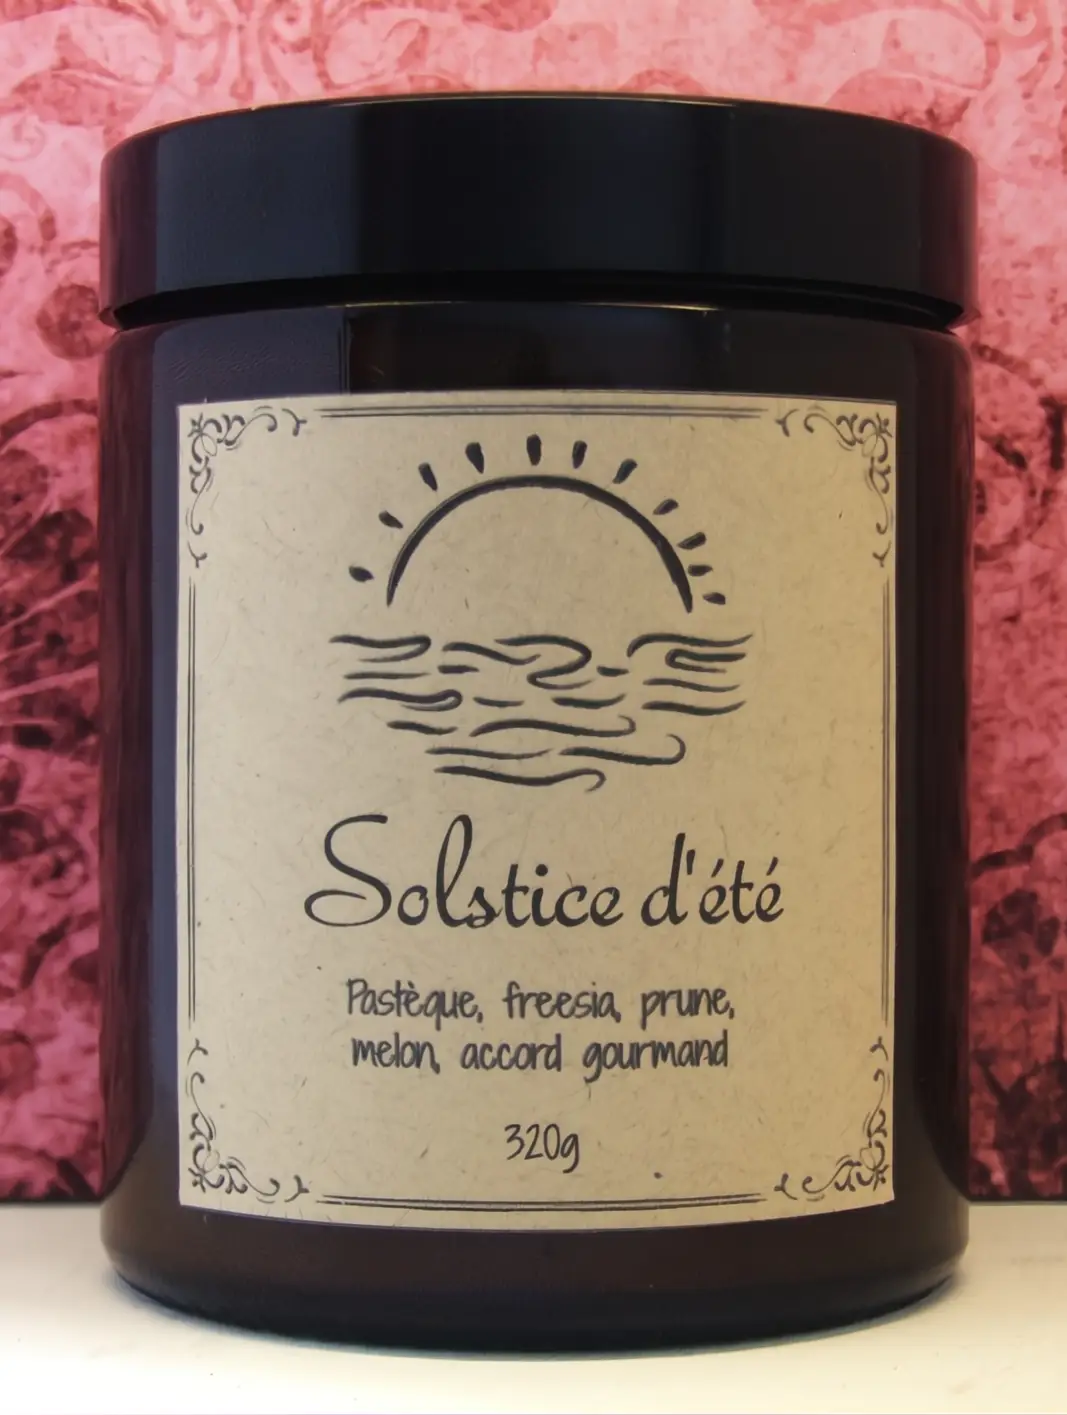 Solstice d'été
Pastèque, freesia, prune,
melon, accord gourmand
320g